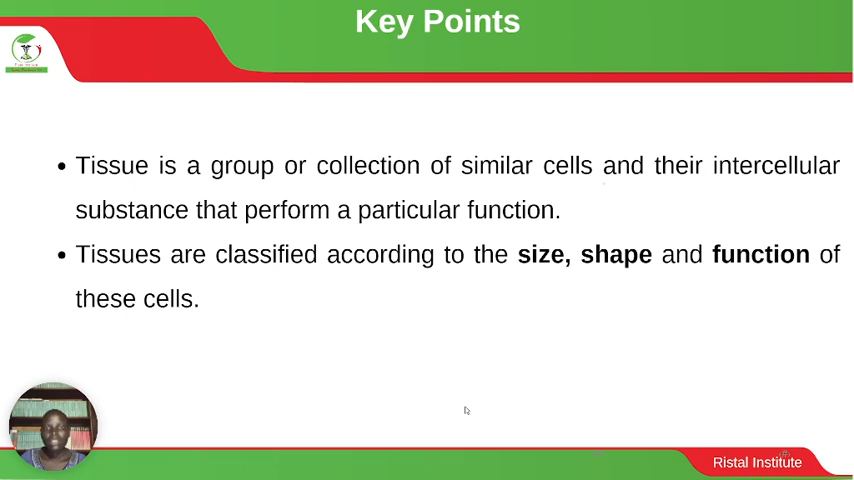 Key Points
• Tissue is a group or collection of similar cells and their intercellular
substance that perform a particular function.
• Tissues are classified according to the size, shape and function of
these cells.
Ristal Institute